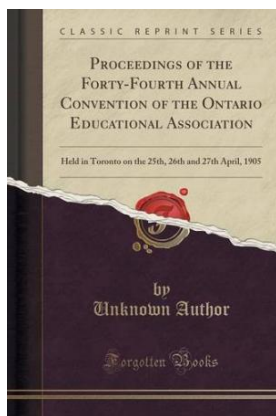 CLASSIC REPRINT SERIES
PROCEEDINGS OF THE
FORTY-FOURTH ANNUAL
CONVENTION OF THE ONTARIO
EDUCATIONAL ASSOCIATION
Held in Toronto on the 25th, 26th and 27th April, 1905
by
Unknown Author
Forgotten Books